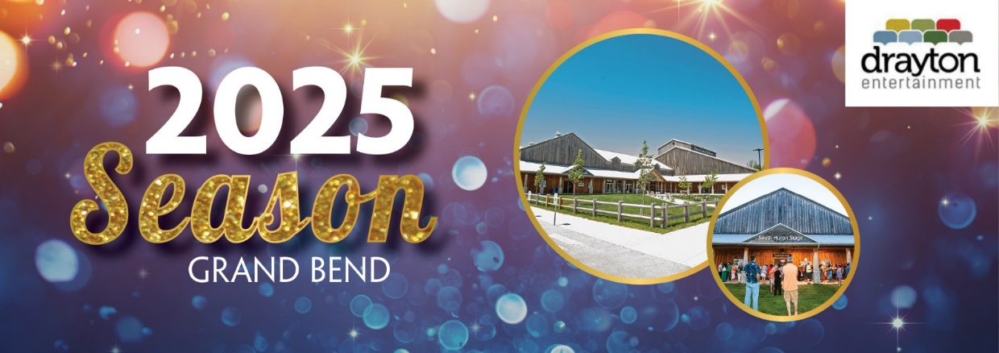 2025
Season
GRAND BEND
South Huron Stage
drayton
entertainment